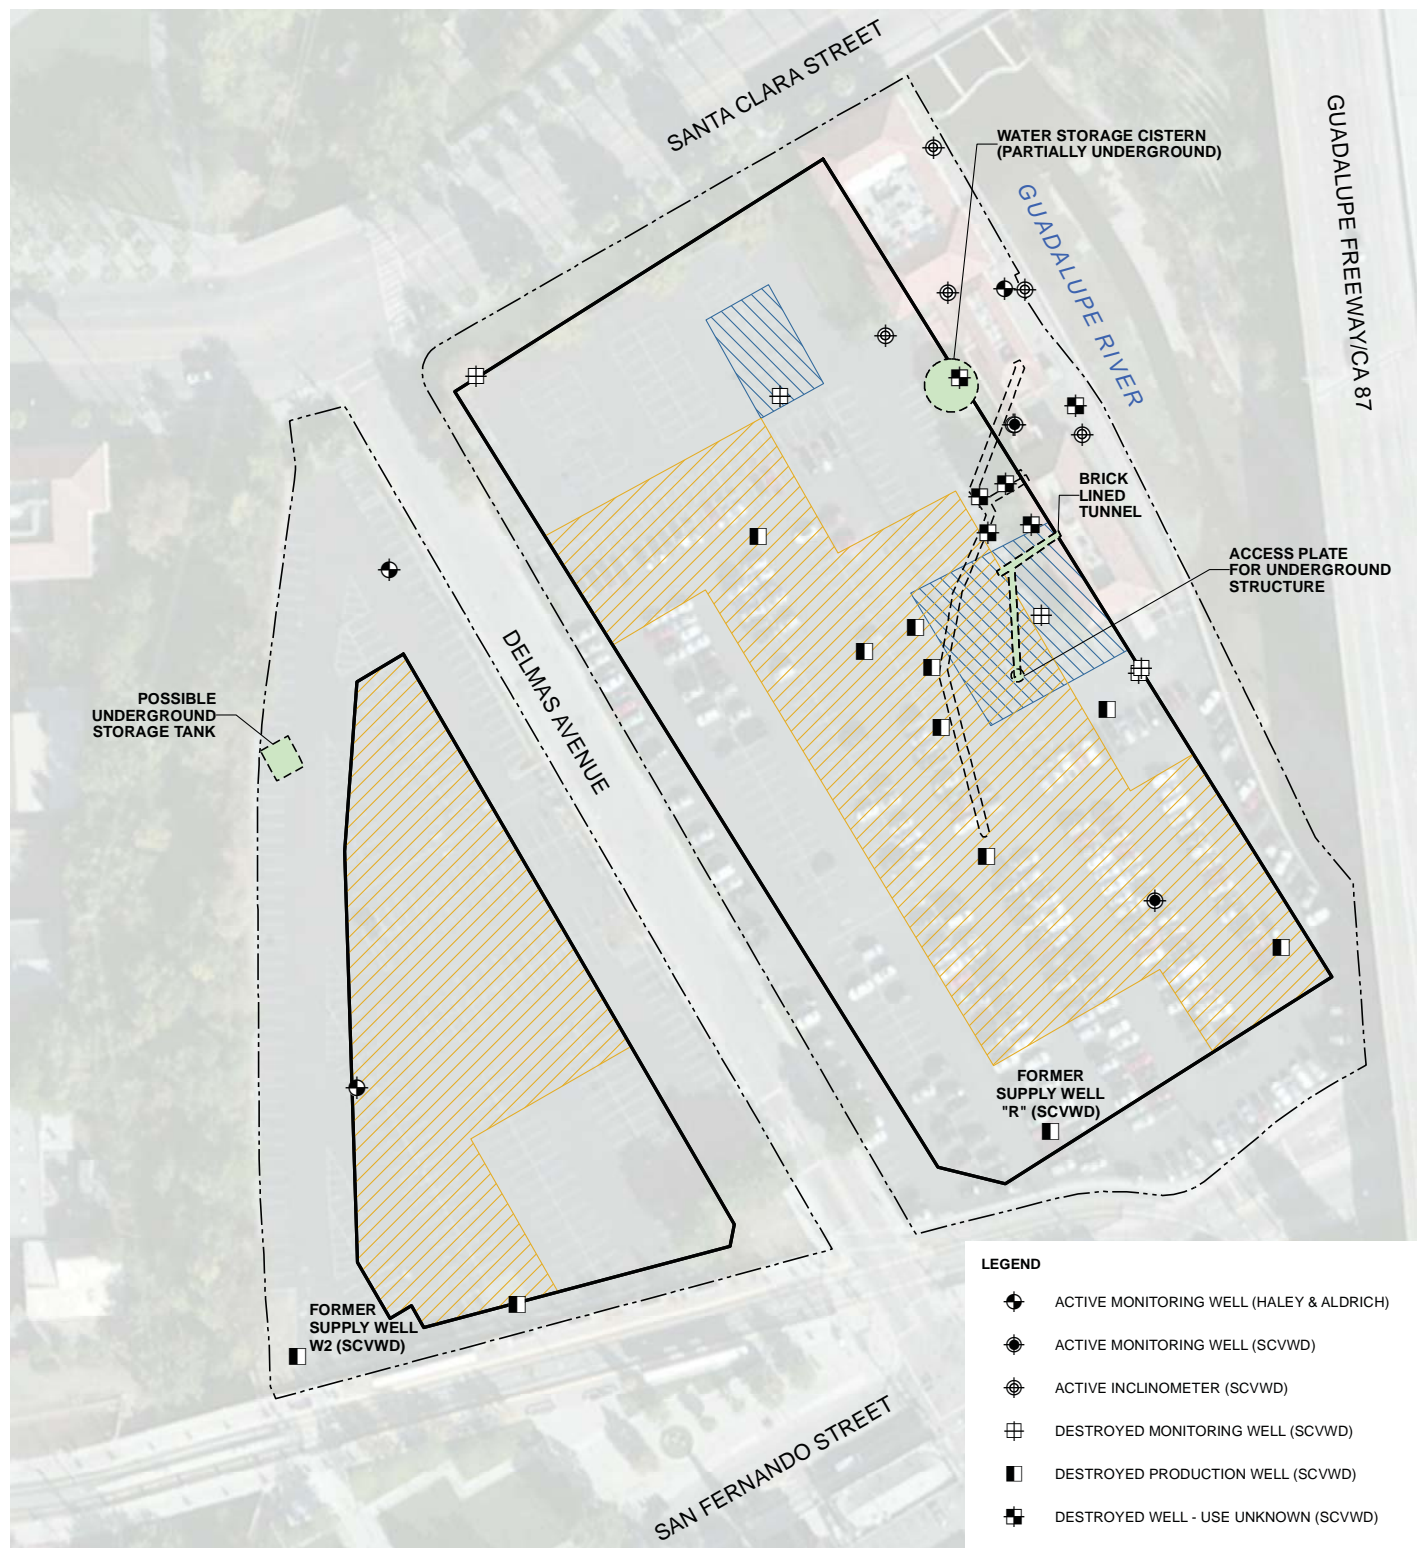 SANTA CLARA STREET
WATER STORAGE CISTERN
(PARTIALLY UNDERGROUND)
GUADALUPE RIVER
GUADALUPE FREEWAY/CA 87
BRICK
LINED
TUNNEL
ACCESS PLATE
FOR UNDERGROUND
STRUCTURE
DELMAS AVENUE
POSSIBLE
UNDERGROUND
STORAGE TANK
FORMER
SUPPLY WELL
"R" (SCVWD)
FORMER
SUPPLY WELL
W2 (SCVWD)
SAN FERNANDO STREET
LEGEND
ACTIVE MONITORING WELL (HALEY & ALDRICH)
ACTIVE MONITORING WELL (SCVWD)
ACTIVE INCLINOMETER (SCVWD)
DESTROYED MONITORING WELL (SCVWD)
DESTROYED PRODUCTION WELL (SCVWD)
DESTROYED WELL - USE UNKNOWN (SCVWD)